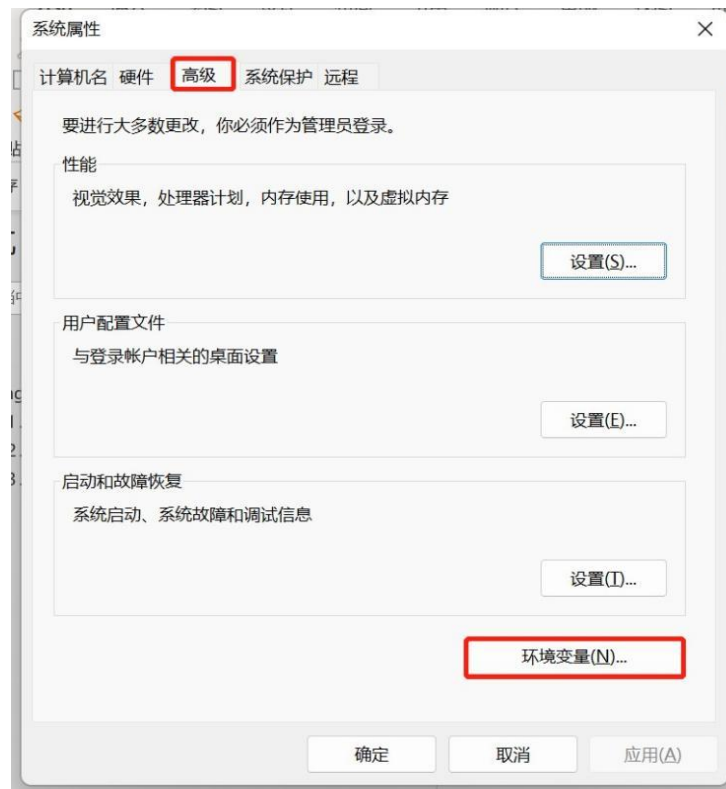 系统属性
计算机名 硬件 高级 系统保护 远程
要进行大多数更改，你必须作为管理员登录。
性能
视觉效果，处理器计划，内存使用，以及虚拟内存
设置(S)...
用户配置文件
与登录帐户相关的桌面设置
设置(E)...
启动和故障恢复
系统启动、系统故障和调试信息
设置(T)...
环境变量(N)...
确定 取消 应用(A)